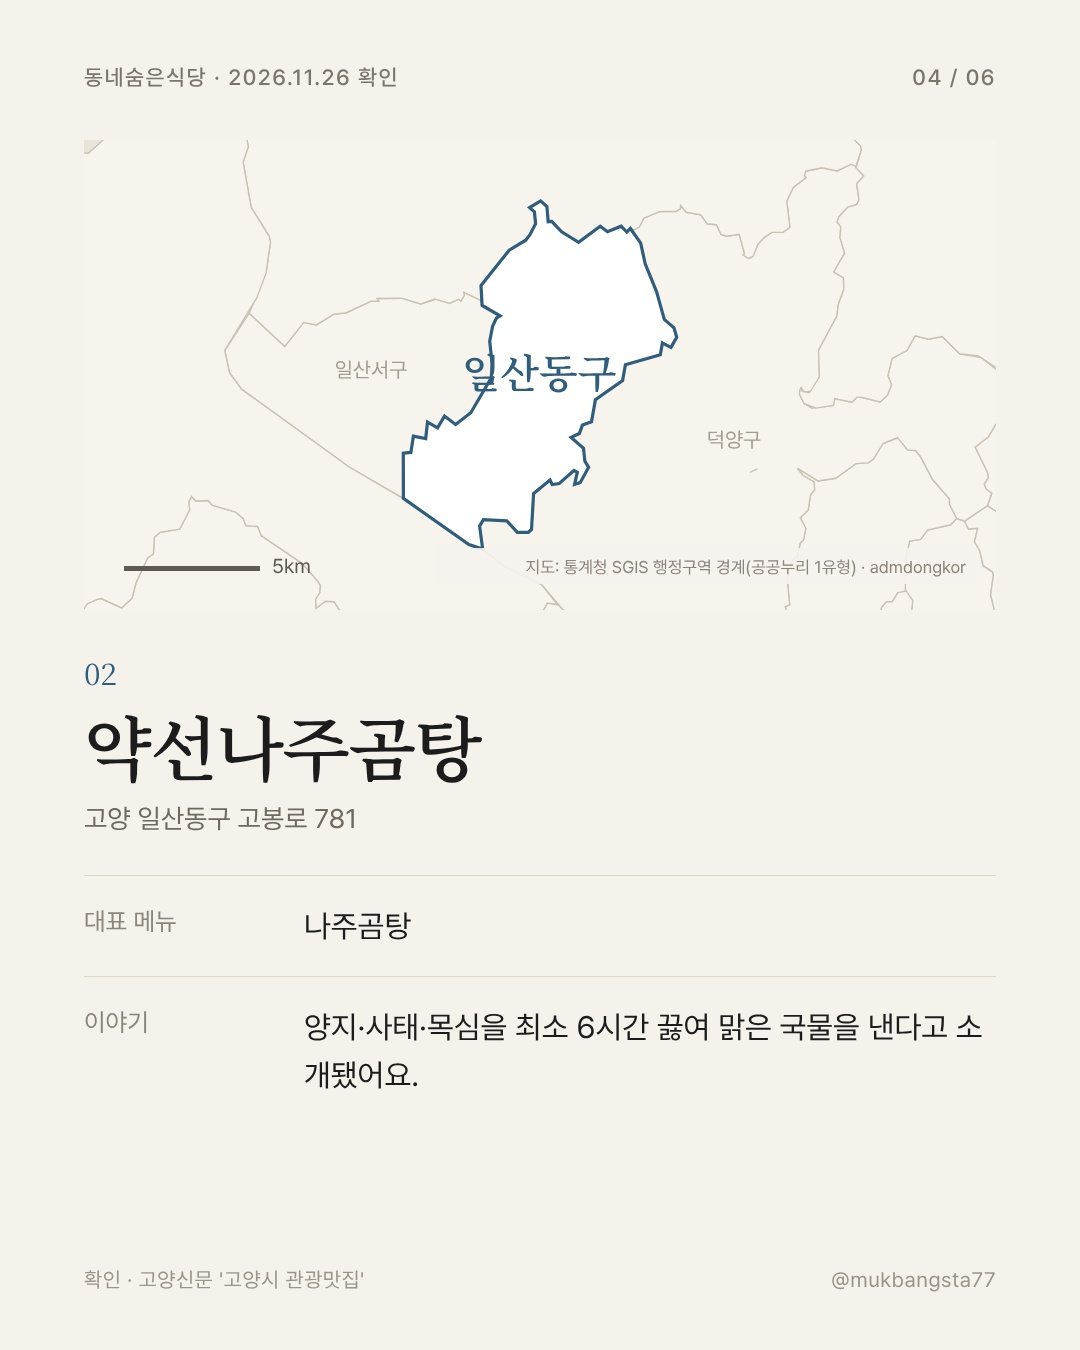 동네숨은식당 · 2026.11.26 확인
04 / 06
일산서구
일산동구
덕양구
5km
지도: 통계청 SGIS 행정구역 경계(공공누리 1유형) · admdongkor
02
약선나주곰탕
고양 일산동구 고봉로 781
대표 메뉴
나주곰탕
이야기
양지·사태·목심을 최소 6시간 끓여 맑은 국물을 낸다고 소
개됐어요.
확인 · 고양신문 '고양시 관광맛집'
@mukbangsta77